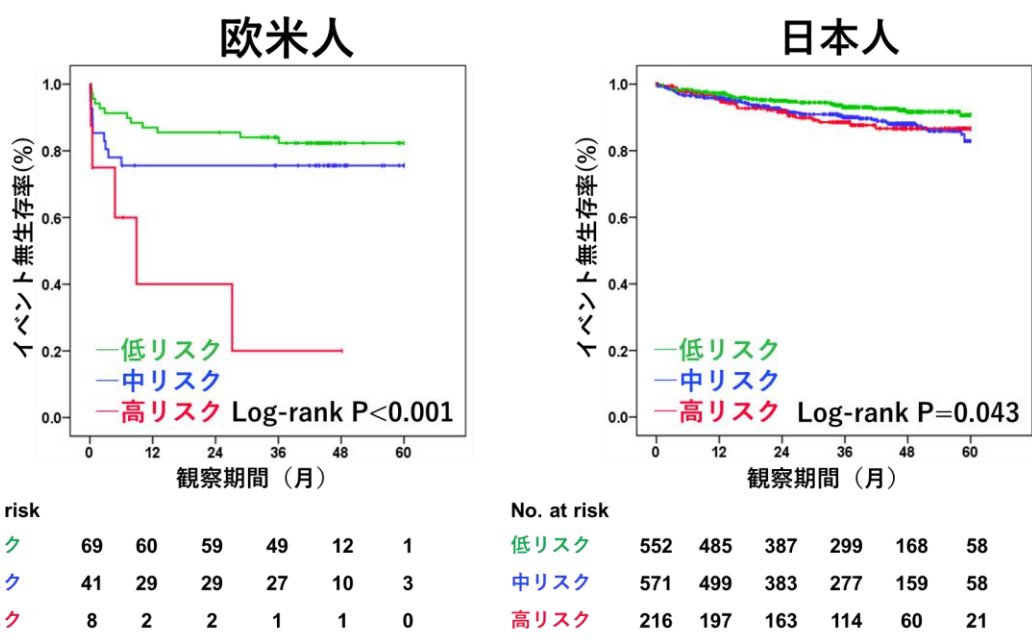 欧米人
イベント無生存率(%)
1.0
0.8
0.6
0.4
0.2
0.0
低リスク
中リスク
高リスク Log-rank P<0.001
0 12 24 36 48 60
観察期間（月）
risk
ク 69 60 59 49 12 1
ク 41 29 29 27 10 3
ク 8 2 2 1 1 0
日本人
イベント無生存率(%)
1.0
0.8
0.6
0.4
0.2
0.0
低リスク
中リスク
高リスク Log-rank P=0.043
0 12 24 36 48 60
観察期間（月）
No. at risk
低リスク 552 485 387 299 168 58
中リスク 571 499 383 277 159 58
高リスク 216 197 163 114 60 21